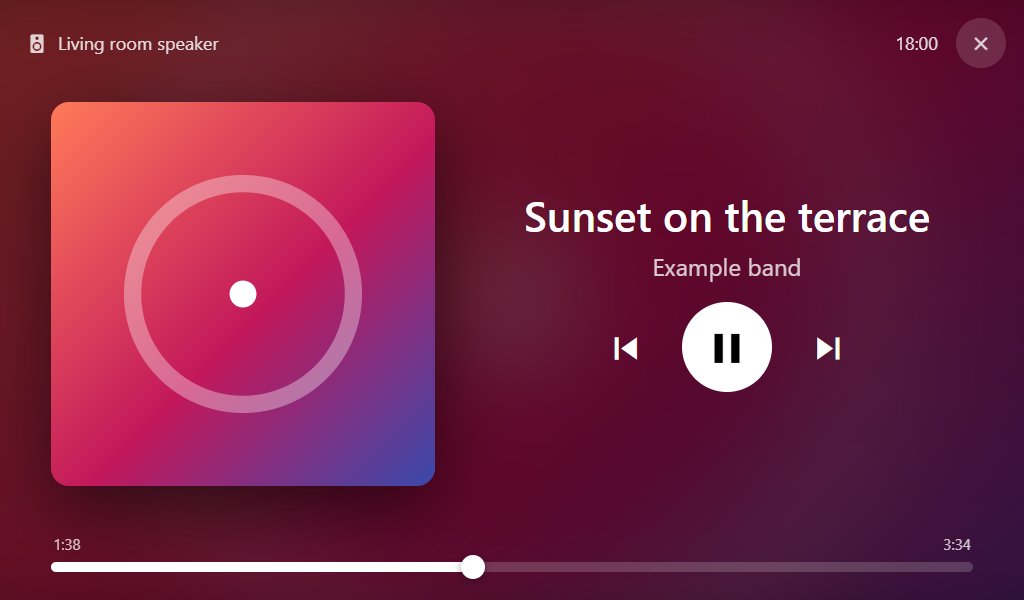 Living room speaker
18:00
Sunset on the terrace
Example band
1:38
3:34